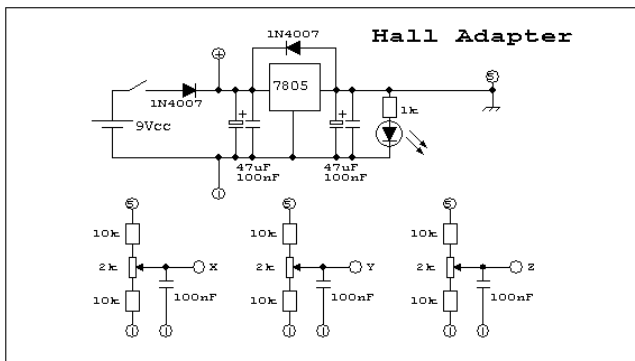 Hall Adapter
1N4007
+
S
7805
1N4007
1k
9Vcc
+
+
47uF
100nF
47uF
100nF
S
S
S
10k
10k
10k
2k
X
2k
Y
2k
Z
100nF
100nF
100nF
10k
10k
10k